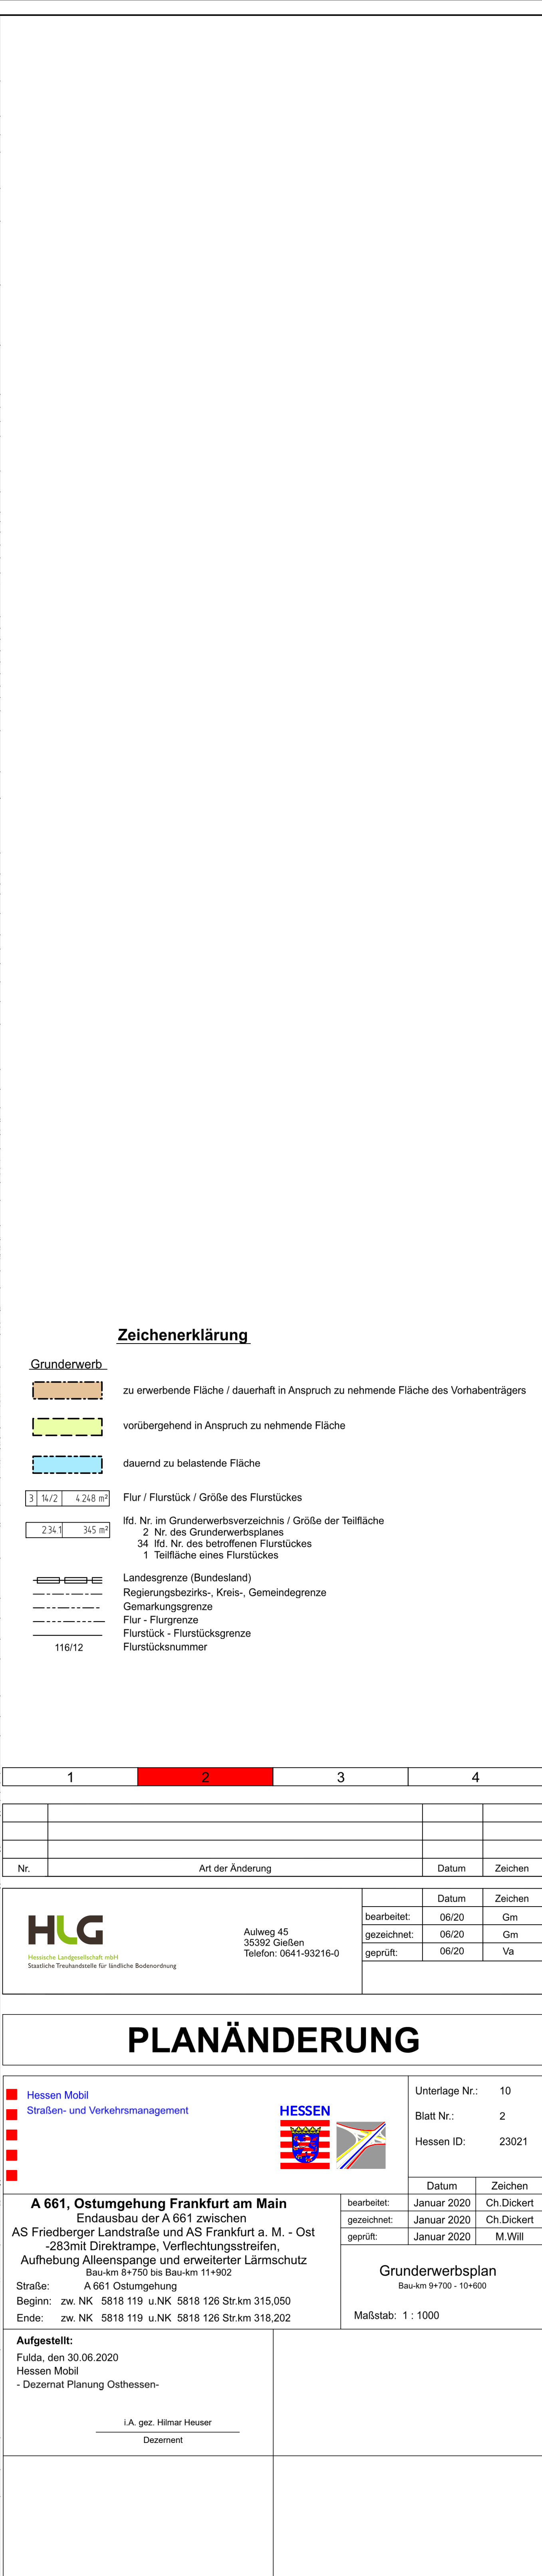 Zeichenerklärung
Grunderwerb
zu erwerbende Fläche / dauerhaft in Anspruch zu nehmende Fläche des Vorhabenträgers
vorübergehend in Anspruch zu nehmende Fläche
dauernd zu belastende Fläche
3 14/2 4.248 m² Flur / Flurstück / Größe des Flurstückes
lfd. Nr. im Grunderwerbsverzeichnis / Größe der Teilfläche
2.34.1 345 m²
2 Nr. des Grunderwerbsplanes
34 lfd. Nr. des betroffenen Flurstückes
1 Teilfläche eines Flurstückes
Landesgrenze (Bundesland)
Regierungsbezirks-, Kreis-, Gemeindegrenze
Gemarkungsgrenze
Flur - Flurgrenze
Flurstück - Flurstücksgrenze
116/12 Flurstücksnummer
1 2 3 4
Nr. Art der Änderung Datum Zeichen
HLG
Hessische Landgesellschaft mbH
Staatliche Treuhandstelle für ländliche Bodenordnung
Aulweg 45
35392 Gießen
Telefon: 0641-93216-0
Datum Zeichen
bearbeitet: 06/20 Gm
gezeichnet: 06/20 Gm
geprüft: 06/20 Va
PLANÄNDERUNG
Hessen Mobil
Straßen- und Verkehrsmanagement
HESSEN
Unterlage Nr.: 10
Blatt Nr.: 2
Hessen ID: 23021
Datum Zeichen
bearbeitet: Januar 2020 Ch.Dickert
gezeichnet: Januar 2020 Ch.Dickert
geprüft: Januar 2020 M.Will
A 661, Ostumgehung Frankfurt am Main
Endausbau der A 661 zwischen
AS Friedberger Landstraße und AS Frankfurt a. M. - Ost
-283mit Direktrampe, Verflechtungsstreifen,
Aufhebung Alleenspange und erweiterter Lärmschutz
Bau-km 8+750 bis Bau-km 11+902
Straße: A 661 Ostumgehung
Beginn: zw. NK 5818 119 u.NK 5818 126 Str.km 315,050
Ende: zw. NK 5818 119 u.NK 5818 126 Str.km 318,202
Grunderwerbsplan
Bau-km 9+700 - 10+600
Maßstab: 1 : 1000
Aufgestellt:
Fulda, den 30.06.2020
Hessen Mobil
- Dezernat Planung Osthessen-
i.A. gez. Hilmar Heuser
Dezernent